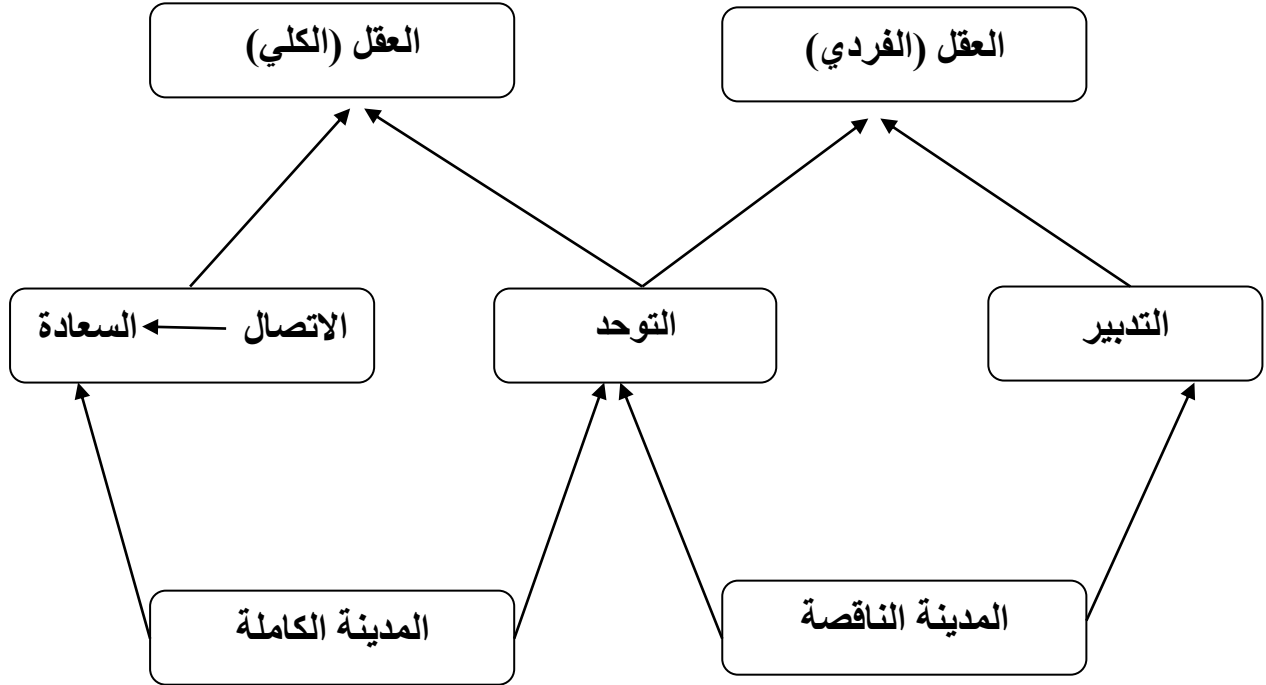 العقل (الفردي)
العقل (الكلي)
التدبير
التوحد
الاتصال السعادة
المدينة الناقصة
المدينة الكاملة